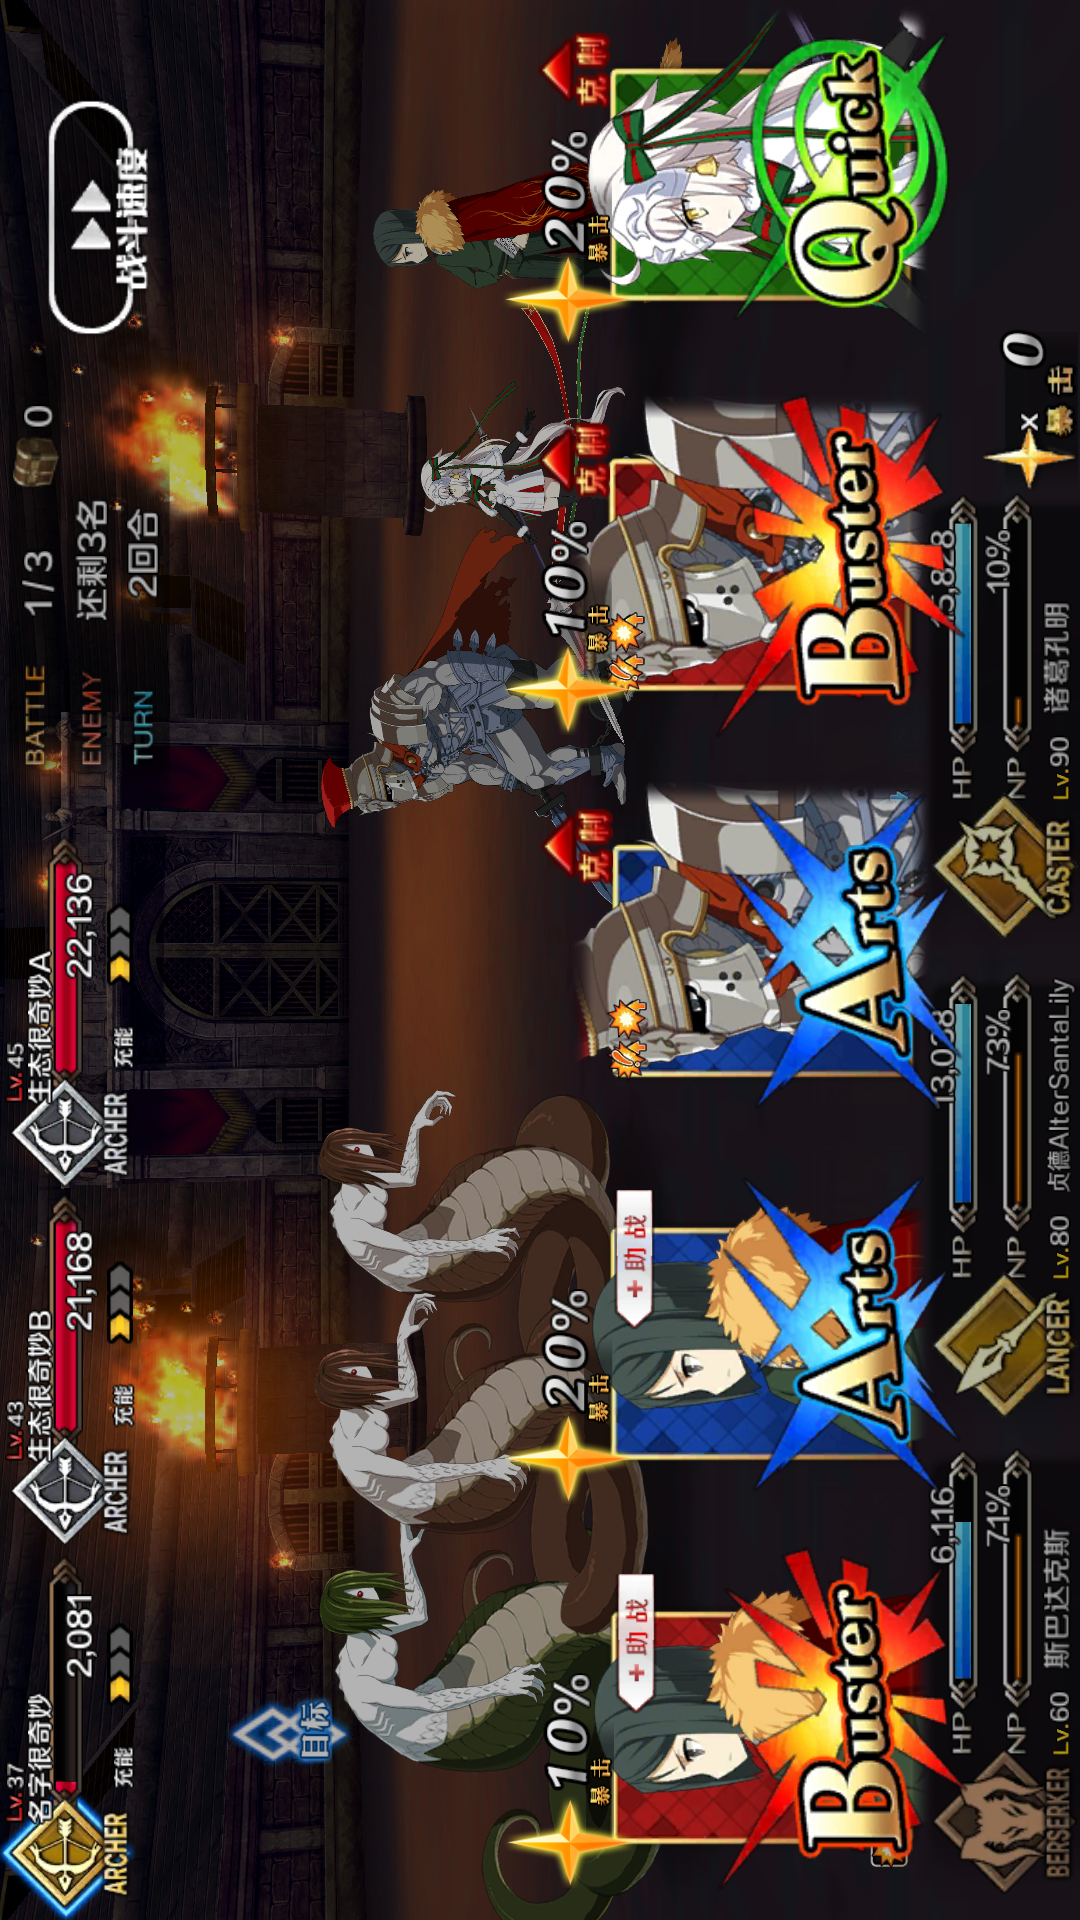 Lv.37
名字很奇妙
2,081
ARCHER
充能
Lv.43
生态很奇妙B
21,168
ARCHER
充能
Lv.45
生态很奇妙A
22,136
ARCHER
充能
BATTLE 1/3 0
ENEMY 还剩3名
TURN 2回合
战斗速度
目标
10%
暴击
+助战
Buster
20%
暴击
+助战
Arts
克制
Arts
克制
10%
暴击
Buster
克制
20%
暴击
Quick
x 0
暴击
HP 6,116
NP 71%
BERSERKER
Lv.60 斯巴达克斯
HP
NP 73%
LANCER
Lv.80 贞德AlterSantaLily
HP
NP 10%
CASTER
Lv.90 诸葛孔明